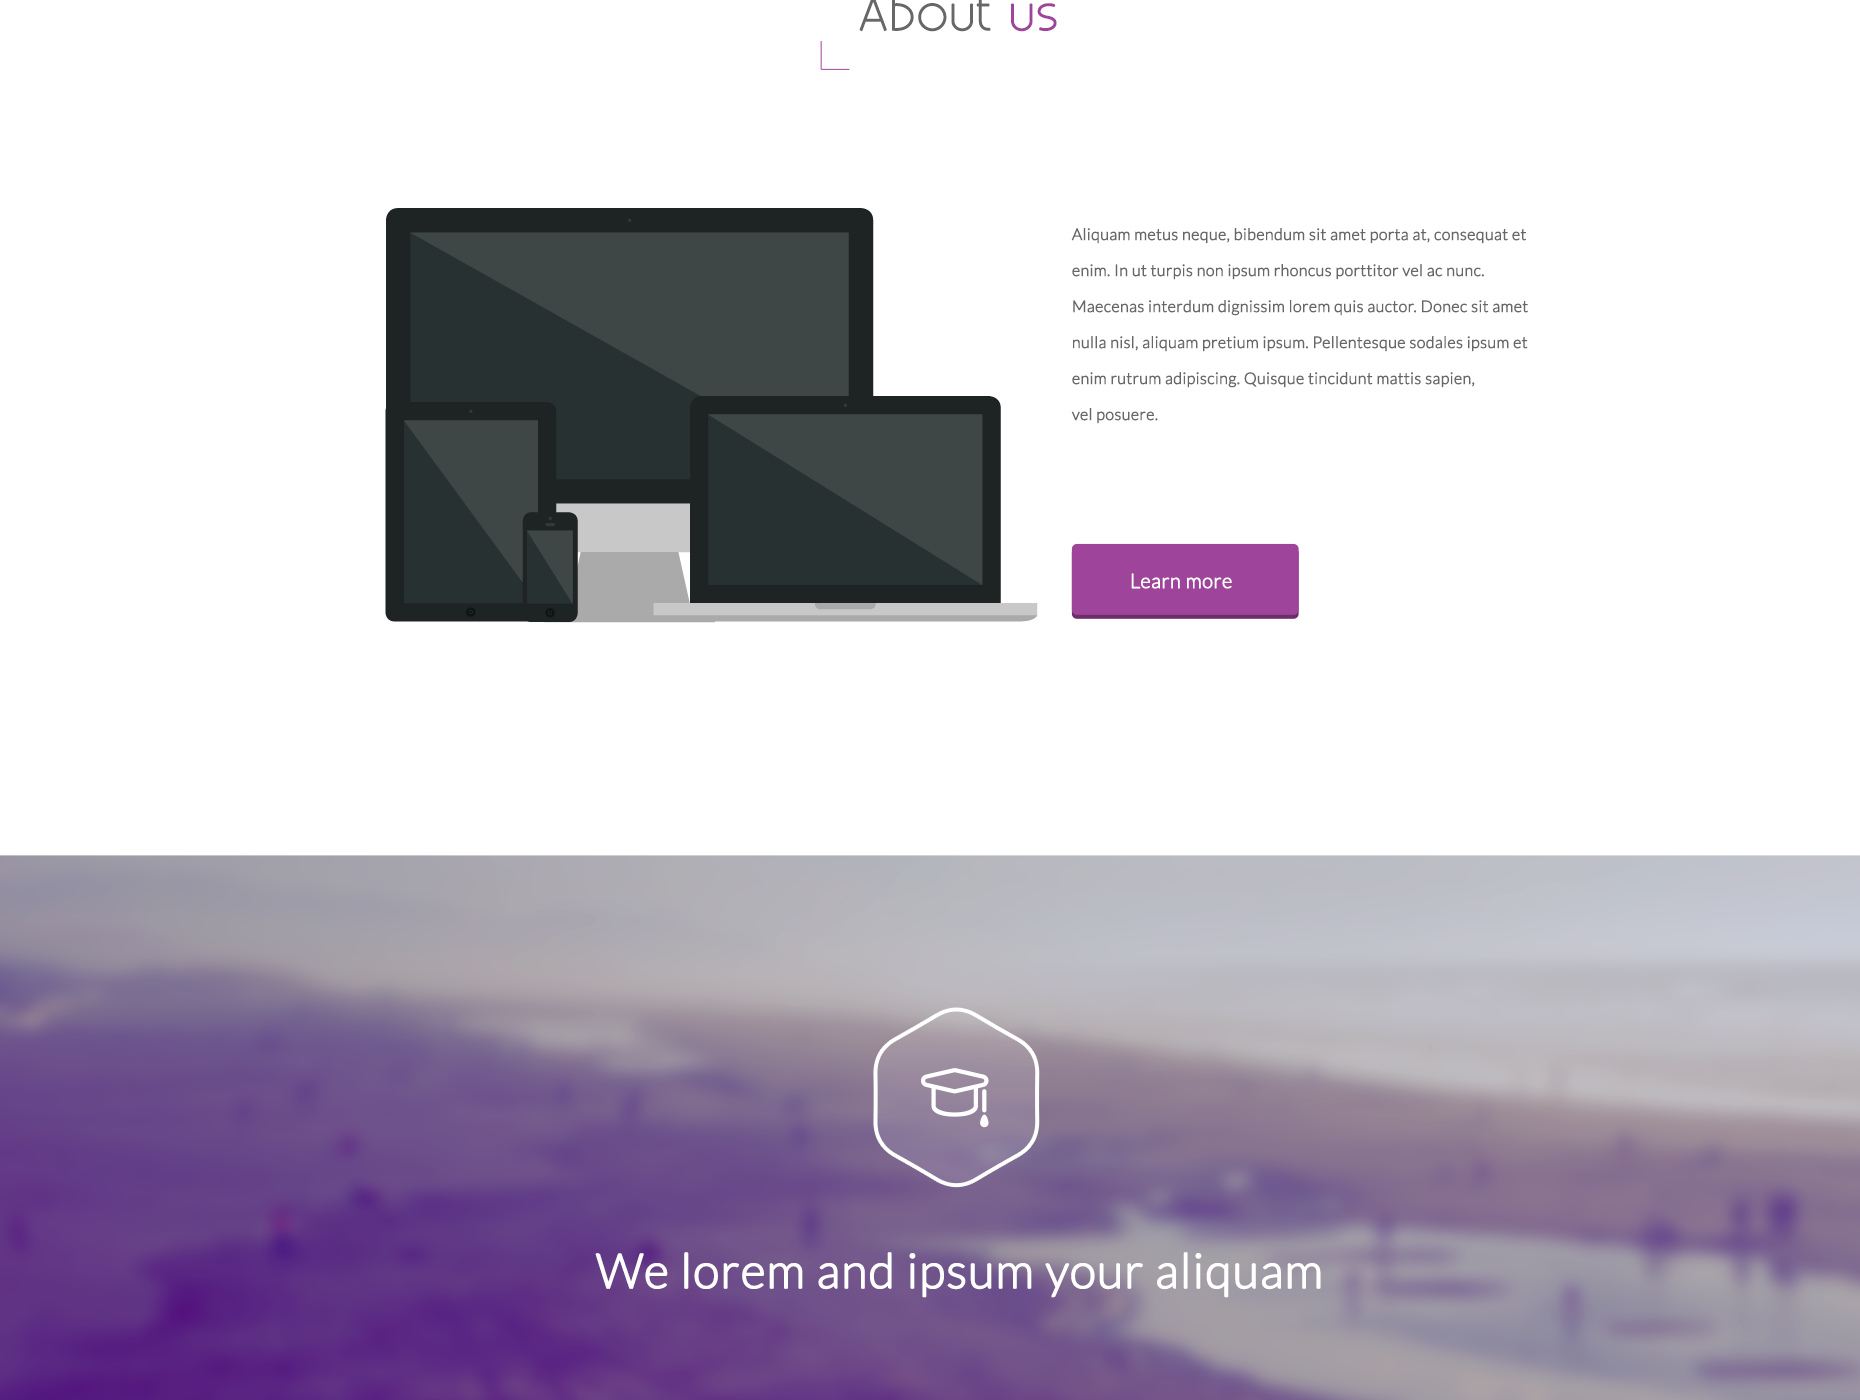 About us
Aliquam metus neque, bibendum sit amet porta at, consequat et
enim. In ut turpis non ipsum rhoncus porttitor vel ac nunc.
Maecenas interdum dignissim lorem quis auctor. Donec sit amet
nulla nisl, aliquam pretium ipsum. Pellentesque sodales ipsum et
enim rutrum adipiscing. Quisque tincidunt mattis sapien,
vel posuere.
Learn more
We lorem and ipsum your aliquam